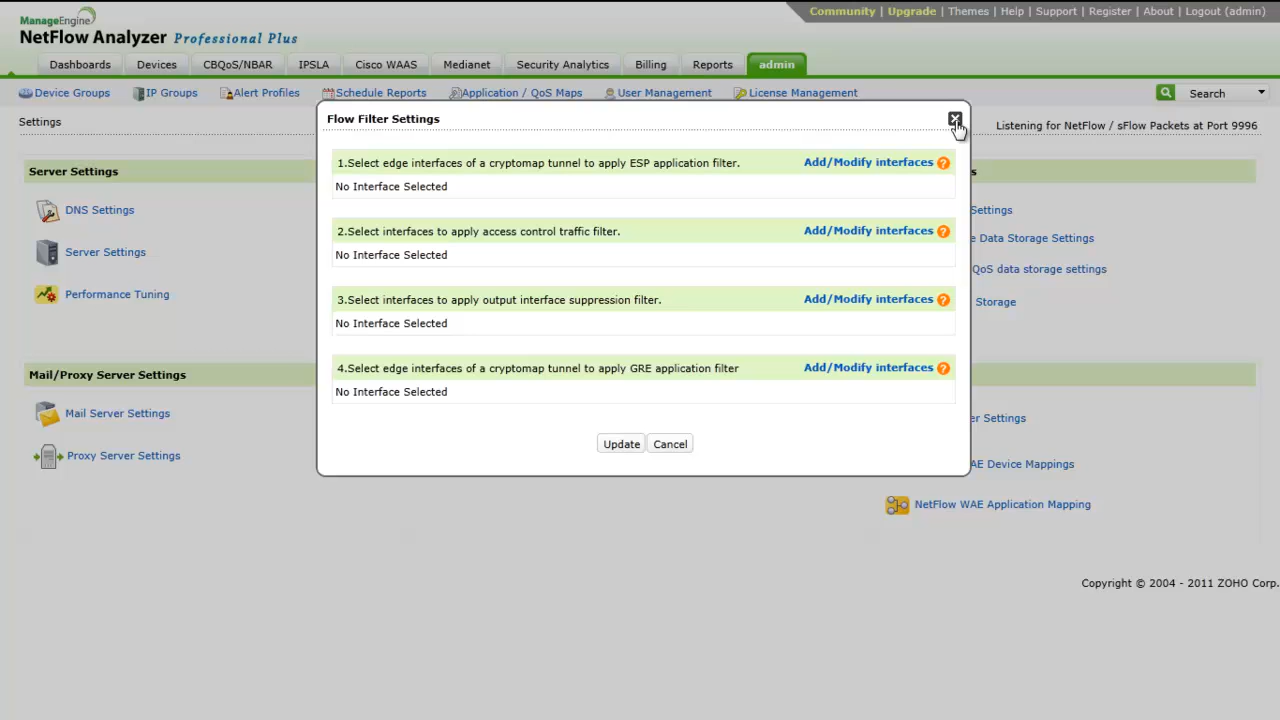 ManageEngine
NetFlow Analyzer Professional Plus
Community | Upgrade | Themes | Help | Support | Register | About | Logout (admin)
Dashboards Devices CBQoS/NBAR IPSLA Cisco WAAS Medianet Security Analytics Billing Reports admin
Device Groups IP Groups Alert Profiles Schedule Reports Application / QoS Maps User Management License Management Search
Settings
Listening for NetFlow / sFlow Packets at Port 9996
Flow Filter Settings
1.Select edge interfaces of a cryptomap tunnel to apply ESP application filter. Add/Modify interfaces ?
No Interface Selected
2.Select interfaces to apply access control traffic filter. Add/Modify interfaces ?
No Interface Selected
3.Select interfaces to apply output interface suppression filter. Add/Modify interfaces ?
No Interface Selected
4.Select edge interfaces of a cryptomap tunnel to apply GRE application filter Add/Modify interfaces ?
No Interface Selected
Update Cancel
Server Settings
DNS Settings
Server Settings
Performance Tuning
Mail/Proxy Server Settings
Mail Server Settings
Proxy Server Settings
s
Settings
e Data Storage Settings
QoS data storage settings
Storage
er Settings
AE Device Mappings
NetFlow WAE Application Mapping
Copyright © 2004 - 2011 ZOHO Corp.